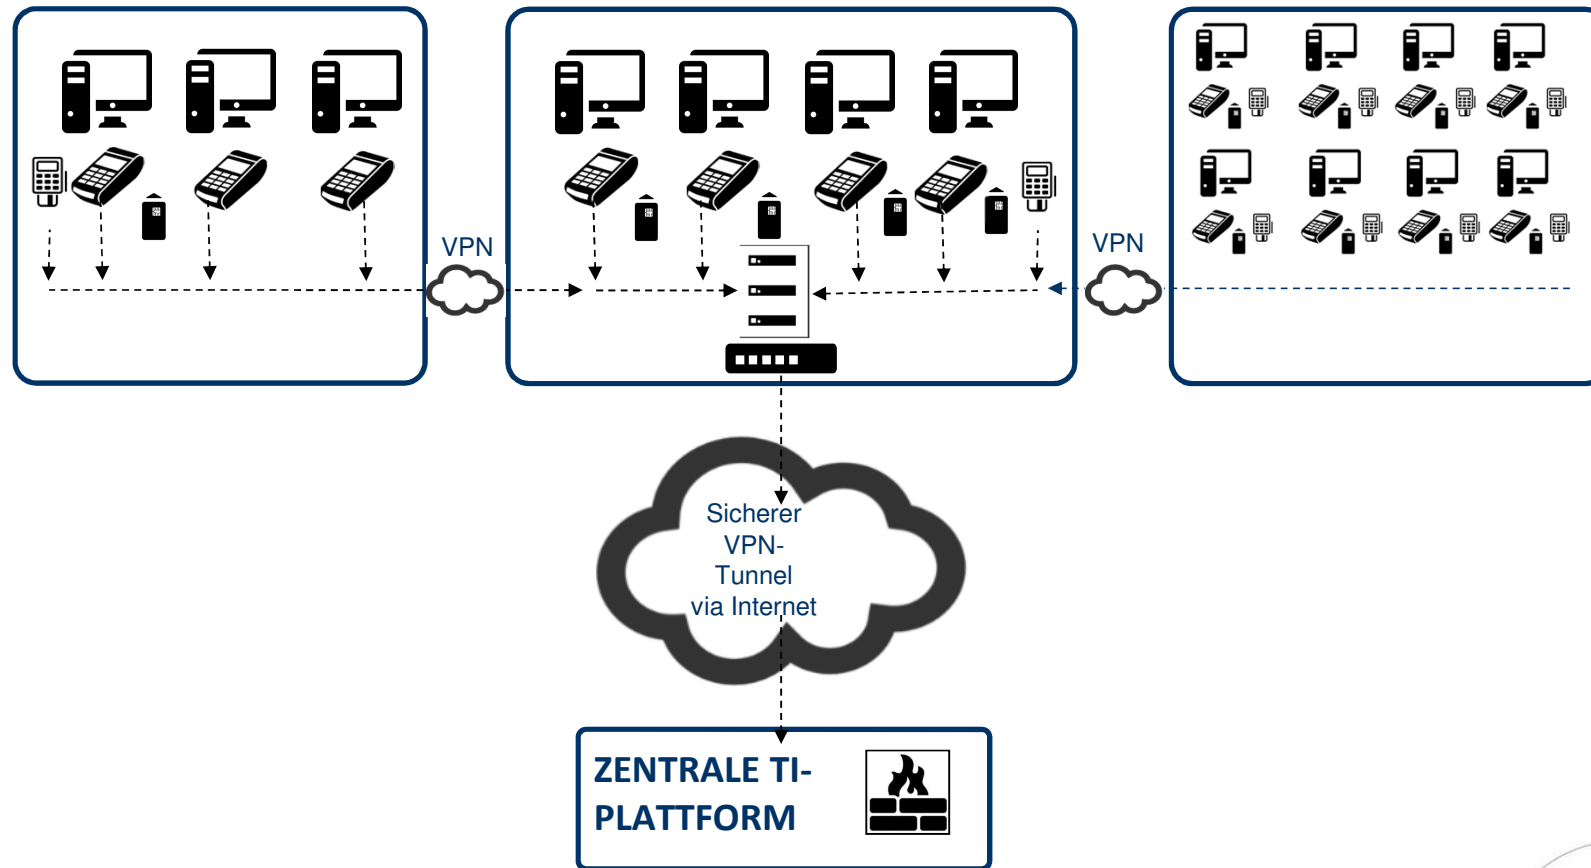 VPN
VPN
Sicherer
VPN-
Tunnel
via Internet
ZENTRALE TI-
PLATTFORM